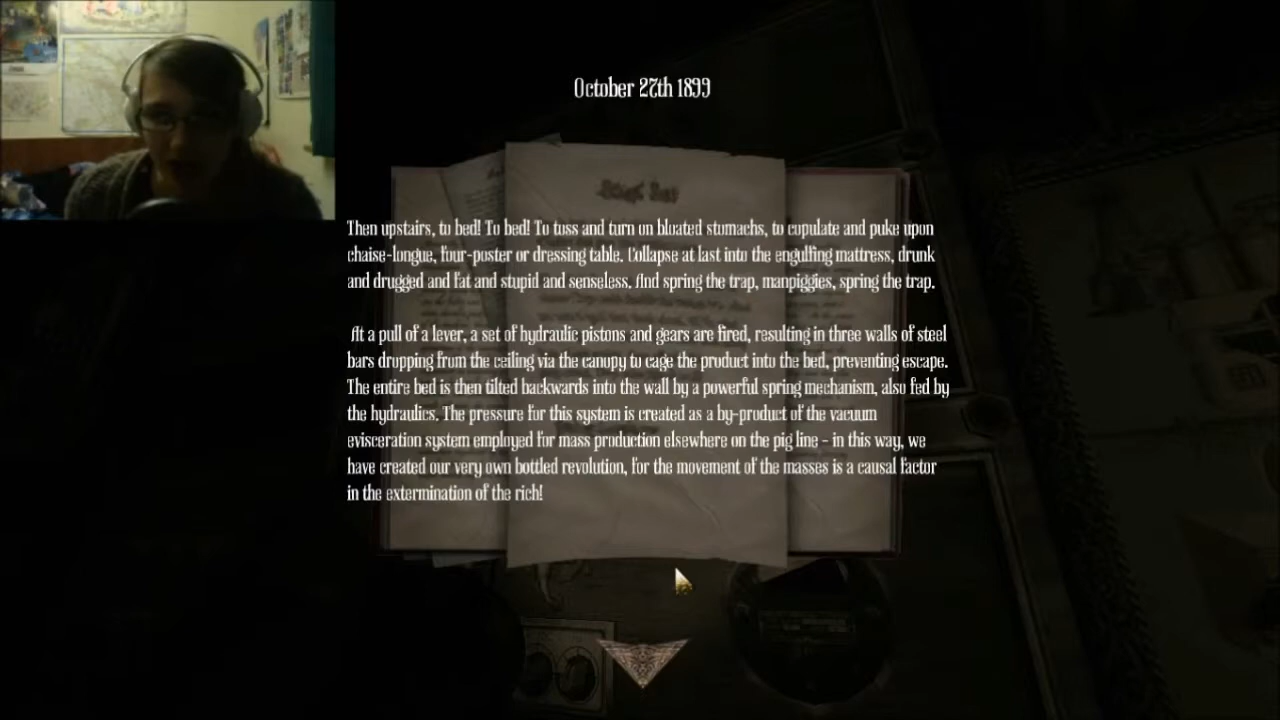 October 27th 1899
Then upstairs, to bed! To bed! To toss and turn on bloated stomachs, to copulate and puke upon
chaise-longue, four-poster or dressing table. Collapse at last into the engulfing mattress, drunk
and drugged and fat and stupid and senseless. And spring the trap, manpiggies, spring the trap.
At a pull of a lever, a set of hydraulic pistons and gears are fired, resulting in three walls of steel
bars dropping from the ceiling via the canopy to cage the product into the bed, preventing escape.
The entire bed is then tilted backwards into the wall by a powerful spring mechanism, also fed by
the hydraulics. The pressure for this system is created as a by-product of the vacuum
evisceration system employed for mass production elsewhere on the pig line - in this way, we
have created our very own bottled revolution, for the movement of the masses is a causal factor
in the extermination of the rich!